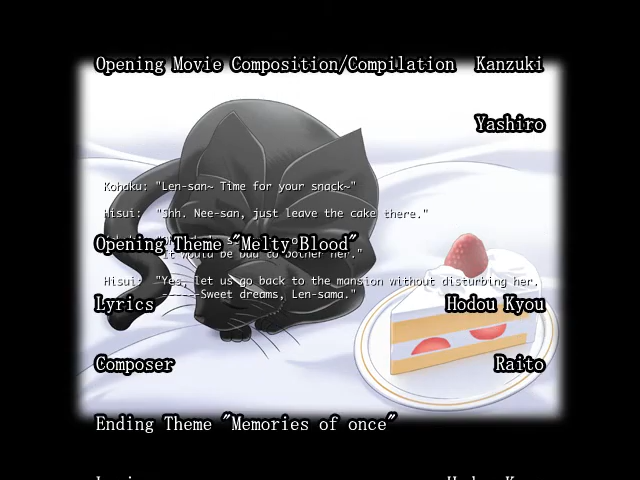 Opening Movie Composition/Compilation Kanzuki
Yashiro
Kohaku: "Len-san~ Time for your snack~"
Hisui: "Shh. Nee-san, just leave the cake there."
Opening Theme "Melty Blood"
It would be bad to bother her."
Hisui: "Yes, let us go back to the mansion without disturbing her.
------Sweet dreams, Len-sama."
Lyrics Hodou Kyou
Composer Raito
Ending Theme "Memories of once"